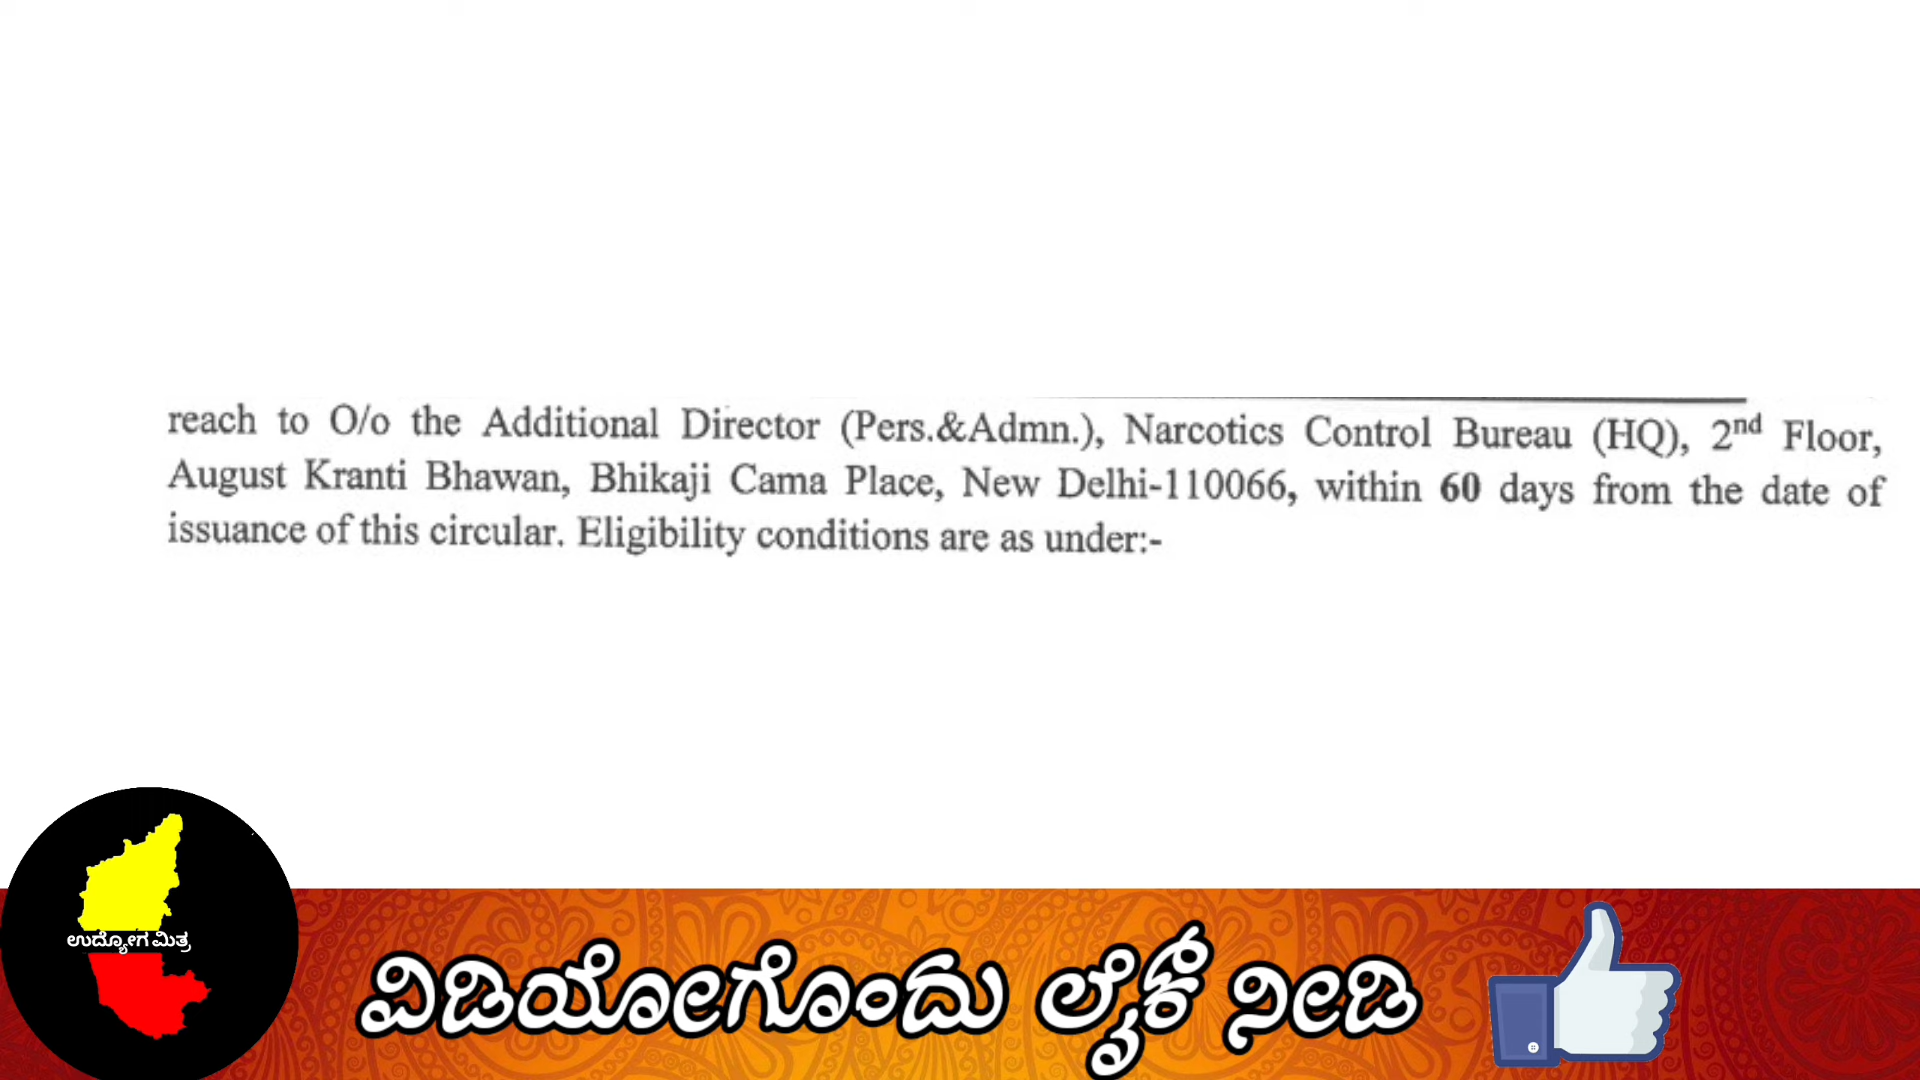 reach to O/o the Additional Director (Pers.&Admn.), Narcotics Control Bureau (HQ), 2nd Floor,
August Kranti Bhawan, Bhikaji Cama Place, New Delhi-110066, within 60 days from the date of
issuance of this circular. Eligibility conditions are as under:-
ಉದ್ಯೋಗ ಮಿತ್ರ
ವಿಡಿಯೋಗೊಂದು ಲೈಕ್ ನೀಡಿ